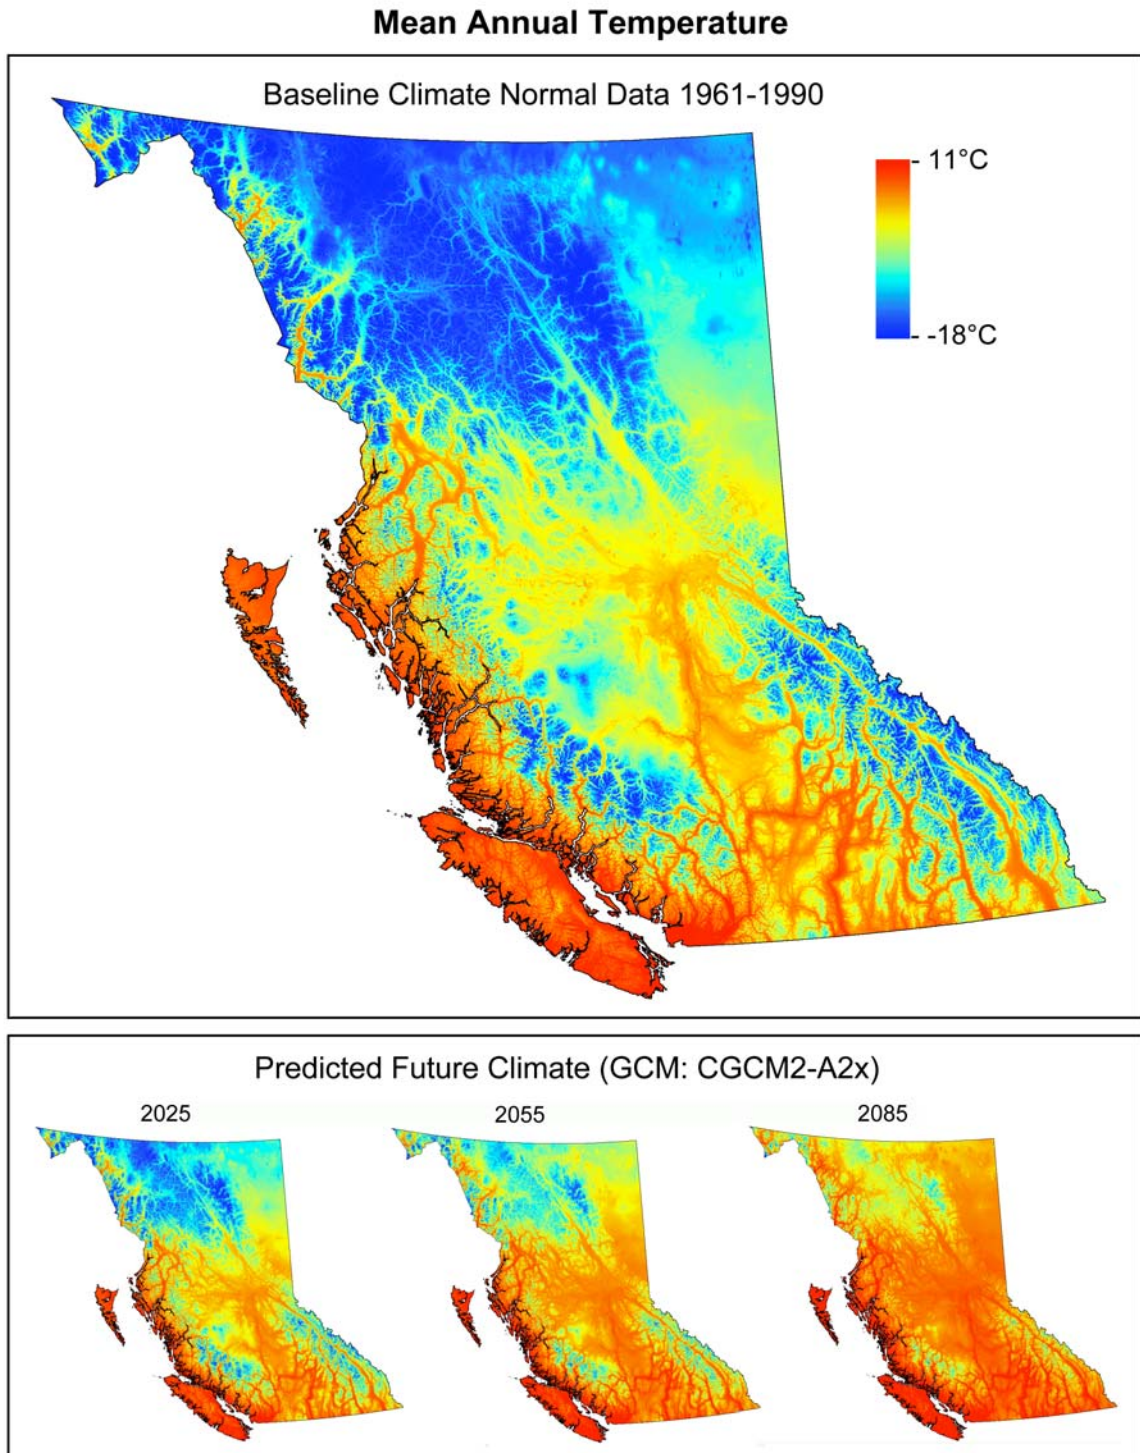 Mean Annual Temperature
Baseline Climate Normal Data 1961-1990
- 11°C
- -18°C
Predicted Future Climate (GCM: CGCM2-A2x)
2025
2055
2085